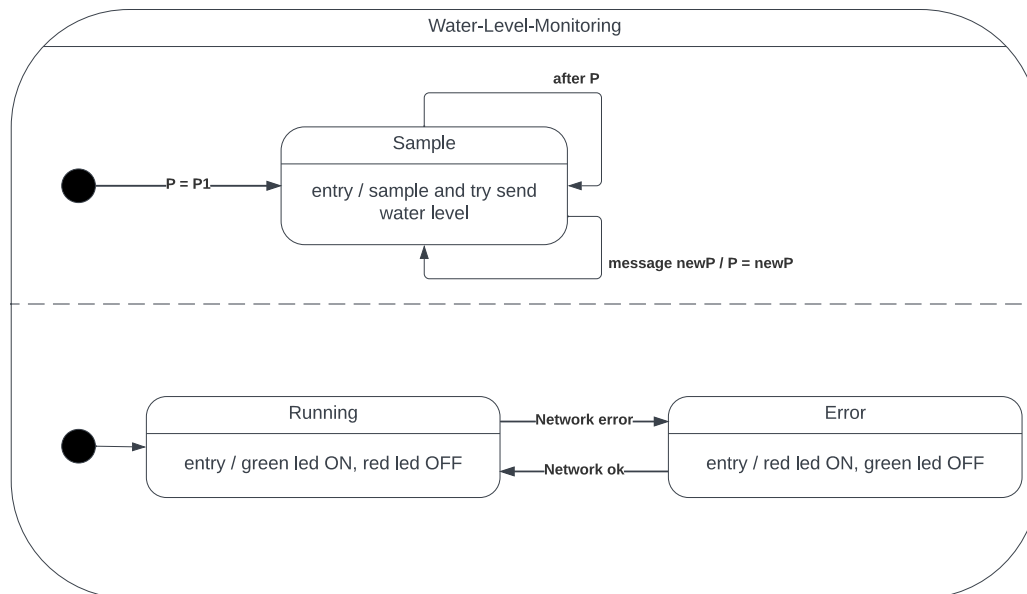 Water-Level-Monitoring
after P
Sample
P = P1
entry / sample and try send
water level
message newP / P = newP
Running
Network error
Error
entry / green led ON, red led OFF
Network ok
entry / red led ON, green led OFF